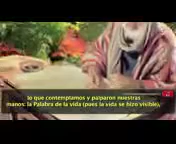 lo que contemplamos y palparon nuestras
manos: la Palabra de la vida (pues la vida se hizo visible),